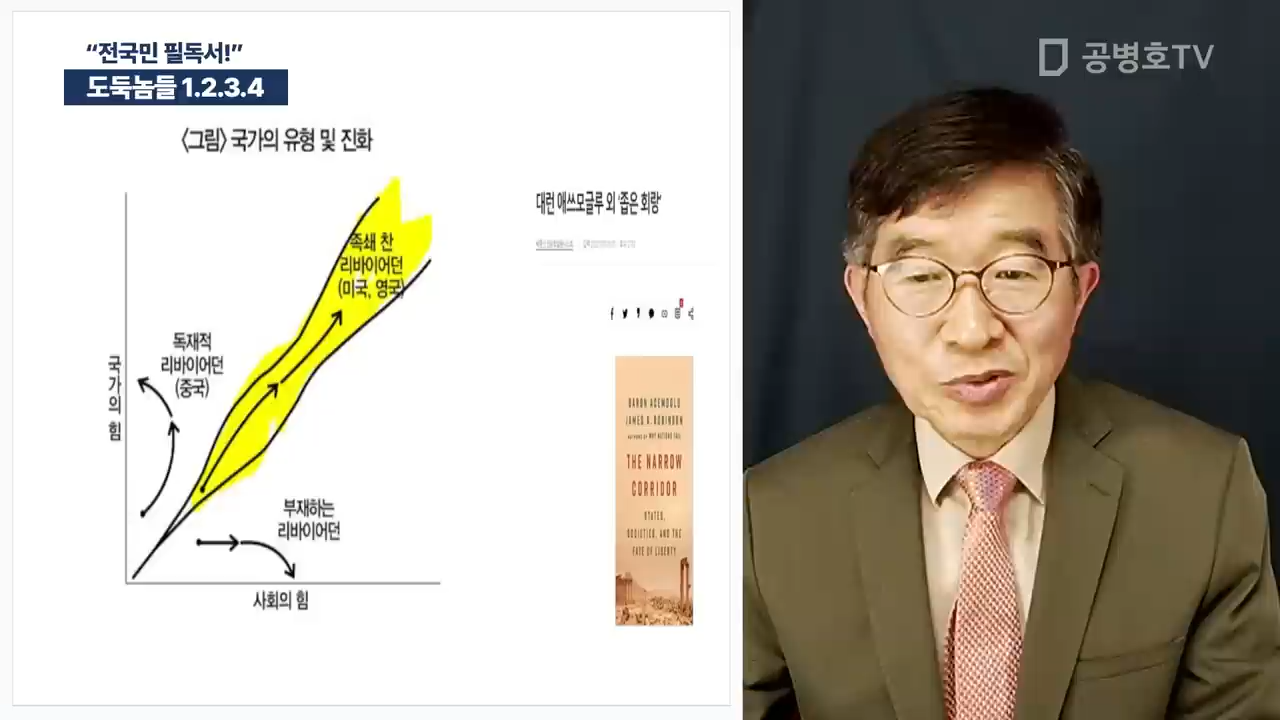 “전국민 필독서!”
도둑놈들 1.2.3.4
공병호TV
〈그림〉 국가의 유형 및 진화
대런 애쓰모글루 외 ‘좁은 회랑’
족쇄 찬
리바이어던
(미국, 영국)
독재적
리바이어던
(중국)
국가의 힘
부재하는
리바이어던
사회의 힘
DARON ACEMOGLU
JAMES A. ROBINSON
THE NARROW
CORRIDOR
STATES,
SOCIETIES, AND THE
FATE OF LIBERTY